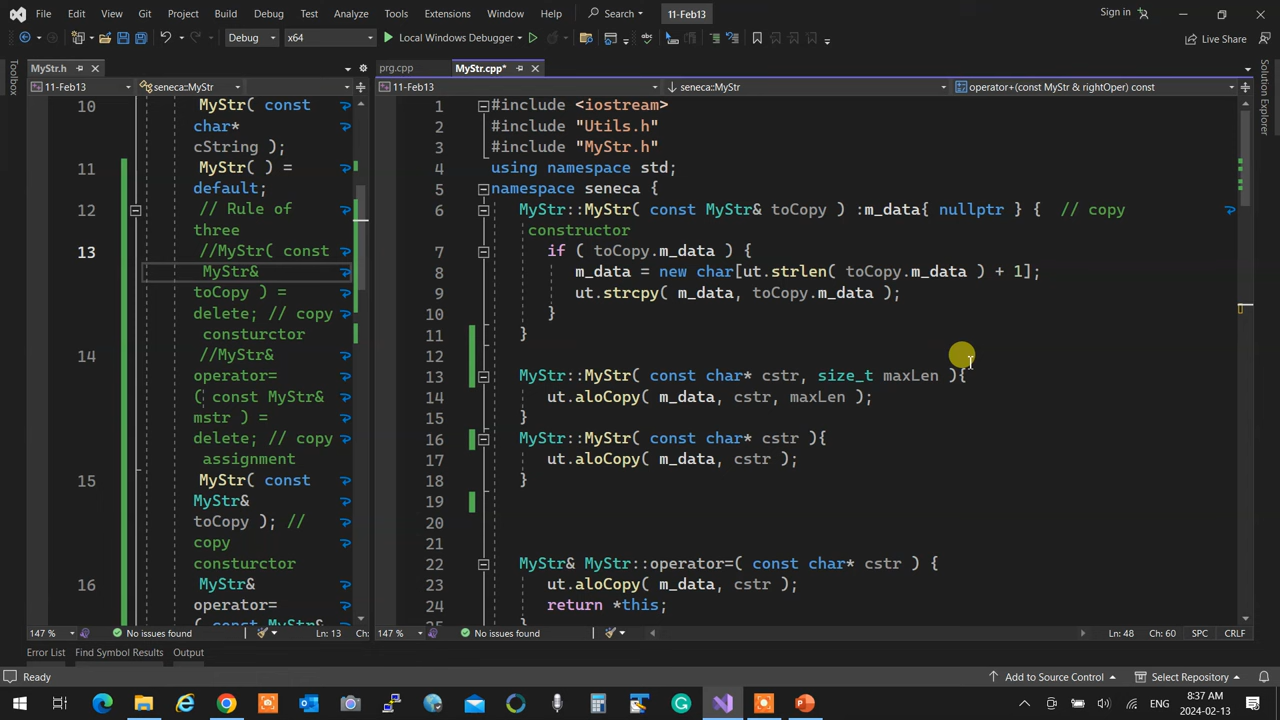 File Edit View Git Project Build Debug Test Analyze Tools Extensions Window Help Search 11-Feb13 Sign in
Debug x64 Local Windows Debugger Live Share
Toolbox
MyStr.h
11-Feb13 seneca::MyStr
10 MyStr( const
char*
cString );
11 MyStr( ) =
default;
12 // Rule of
three
13 //MyStr( const
MyStr&
toCopy ) =
delete; // copy
consturctor
14 //MyStr&
operator=
( const MyStr&
mstr ) =
delete; // copy
assignment
15 MyStr( const
MyStr&
toCopy ); //
copy
consturctor
16 MyStr&
operator=
( const MyStr&
147 % No issues found Ln: 13 Ch:
prg.cpp MyStr.cpp*
11-Feb13 seneca::MyStr operator+(const MyStr & rightOper) const
1 #include <iostream>
2 #include "Utils.h"
3 #include "MyStr.h"
4 using namespace std;
5 namespace seneca {
6 MyStr::MyStr( const MyStr& toCopy ) :m_data{ nullptr } { // copy
constructor
7 if ( toCopy.m_data ) {
8 m_data = new char[ut.strlen( toCopy.m_data ) + 1];
9 ut.strcpy( m_data, toCopy.m_data );
10 }
11 }
12
13 MyStr::MyStr( const char* cstr, size_t maxLen ){
14 ut.aloCopy( m_data, cstr, maxLen );
15 }
16 MyStr::MyStr( const char* cstr ){
17 ut.aloCopy( m_data, cstr );
18 }
19
20
21
22 MyStr& MyStr::operator=( const char* cstr ) {
23 ut.aloCopy( m_data, cstr );
24 return *this;
147 % No issues found Ln: 48 Ch: 60 SPC CRLF
Solution Explorer
Error List Find Symbol Results Output
Ready Add to Source Control Select Repository
ENG 8:37 AM
2024-02-13